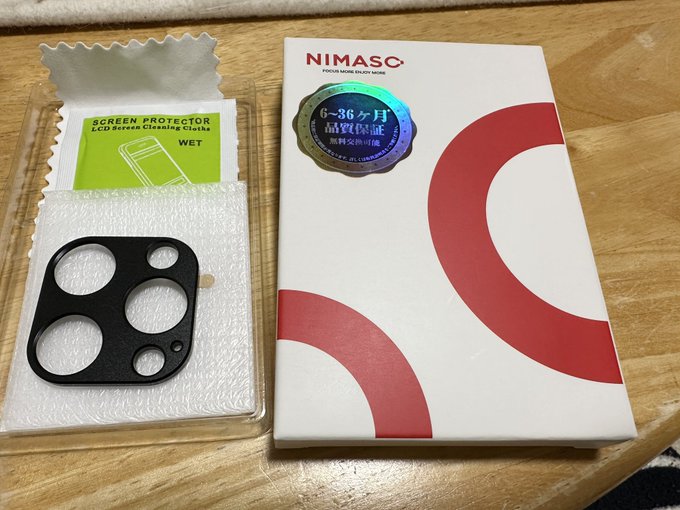 SCREEN PROTECTOR
LCD Screen Cleaning Cloths
WET
NIMASO
FOCUS MORE ENJOY MORE
6~36ヶ月*
品質保証
無料交換可能